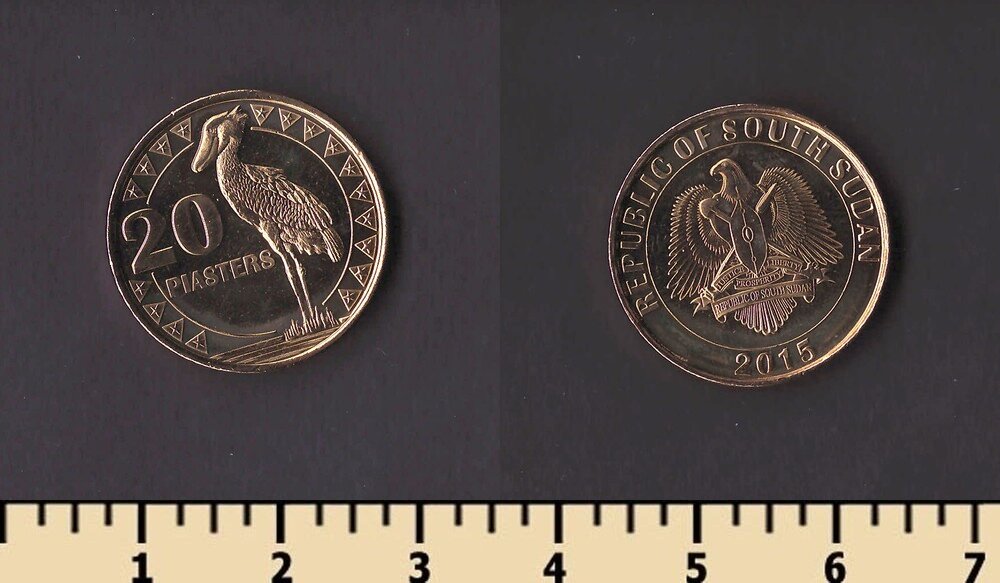 20
PIASTERS
REPUBLIC OF SOUTH SUDAN
JUSTICE LIBERTY
PROSPERITY
REPUBLIC OF SOUTH SUDAN
2015
1 2 3 4 5 6 7